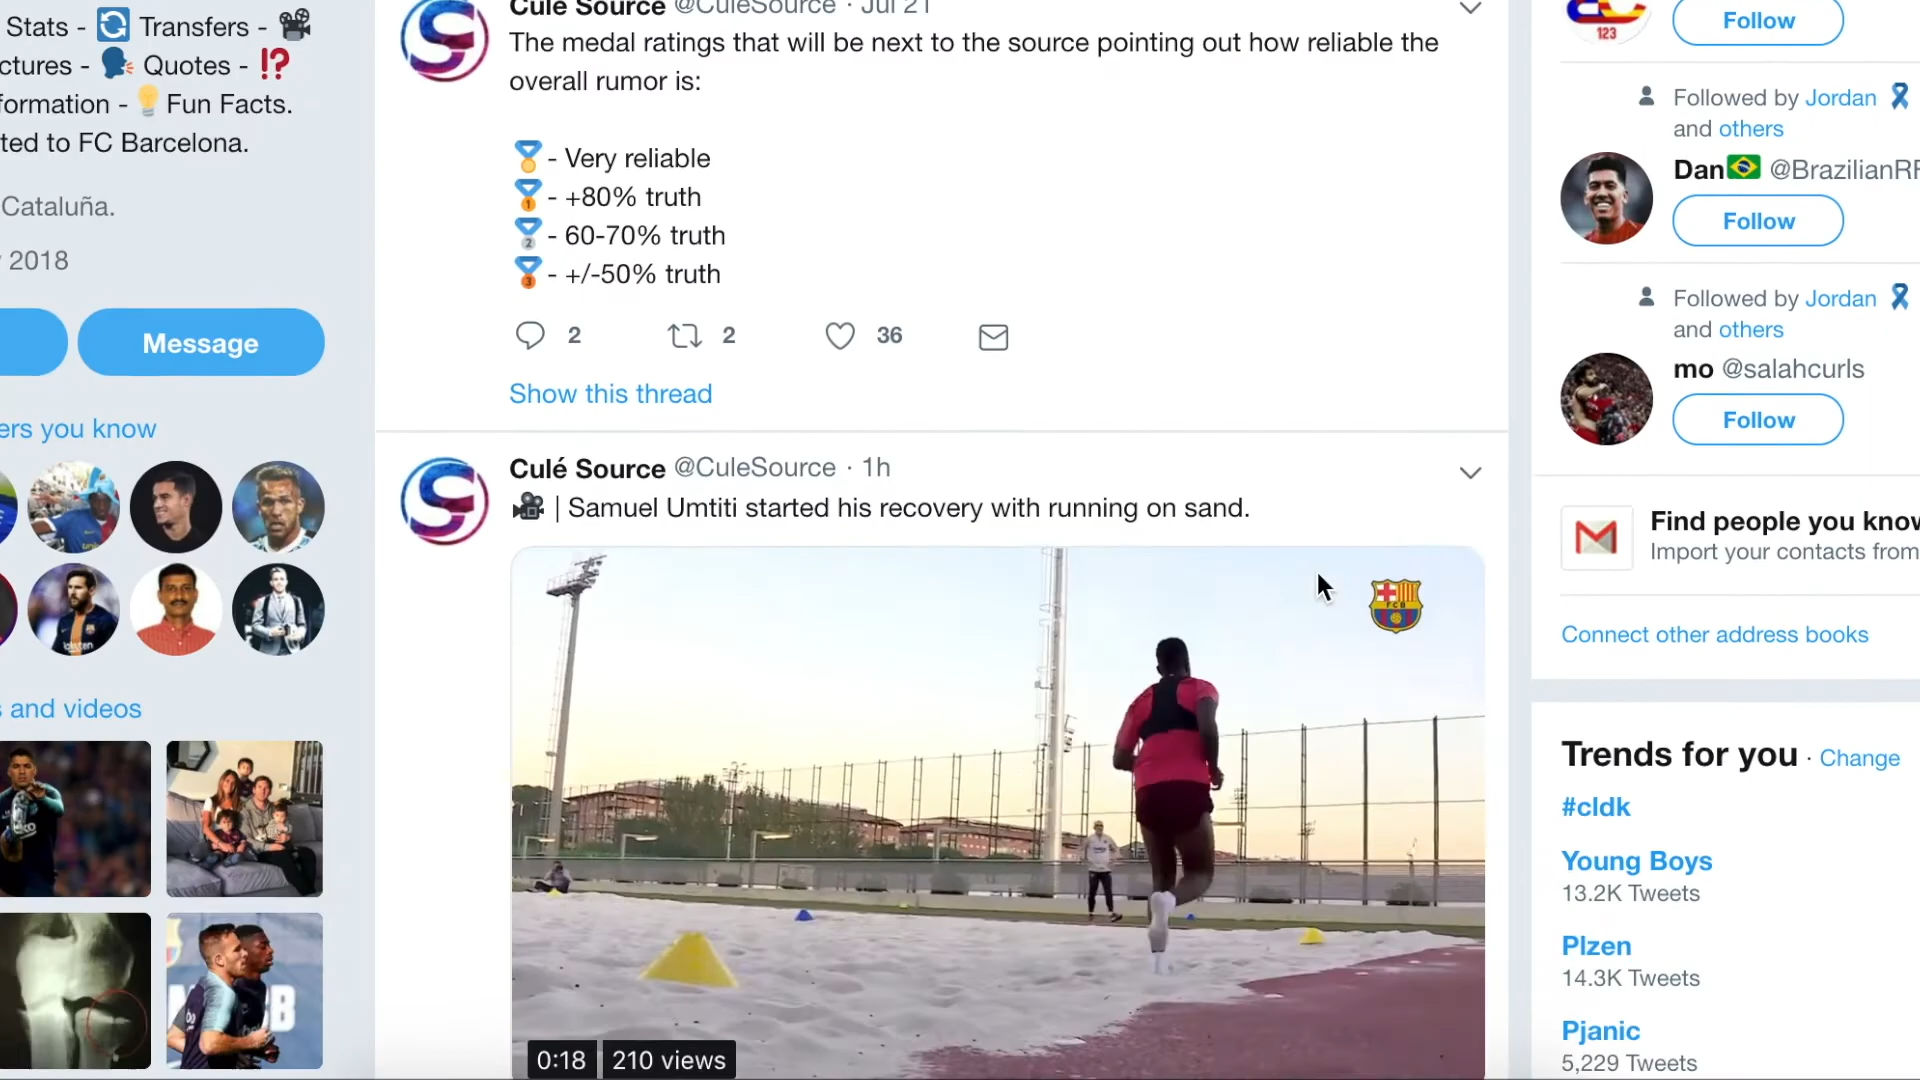 Stats - Transfers -
ctures - Quotes - ⁉
formation - Fun Facts.
ted to FC Barcelona.
Cataluña.
2018
Message
ers you know
s and videos
Culé Source @CuleSource · Jul 21
The medal ratings that will be next to the source pointing out how reliable the
overall rumor is:
- Very reliable
1 - +80% truth
2 - 60-70% truth
3 - +/-50% truth
2 2 36
Show this thread
Culé Source @CuleSource · 1h
| Samuel Umtiti started his recovery with running on sand.
FCB
0:18 210 views
123
Follow
Followed by Jordan
and others
Dan @BrazilianRF
Follow
Followed by Jordan
and others
mo @salahcurls
Follow
Find people you know
Import your contacts from
Connect other address books
Trends for you · Change
#cldk
Young Boys
13.2K Tweets
Plzen
14.3K Tweets
Pjanic
5,229 Tweets